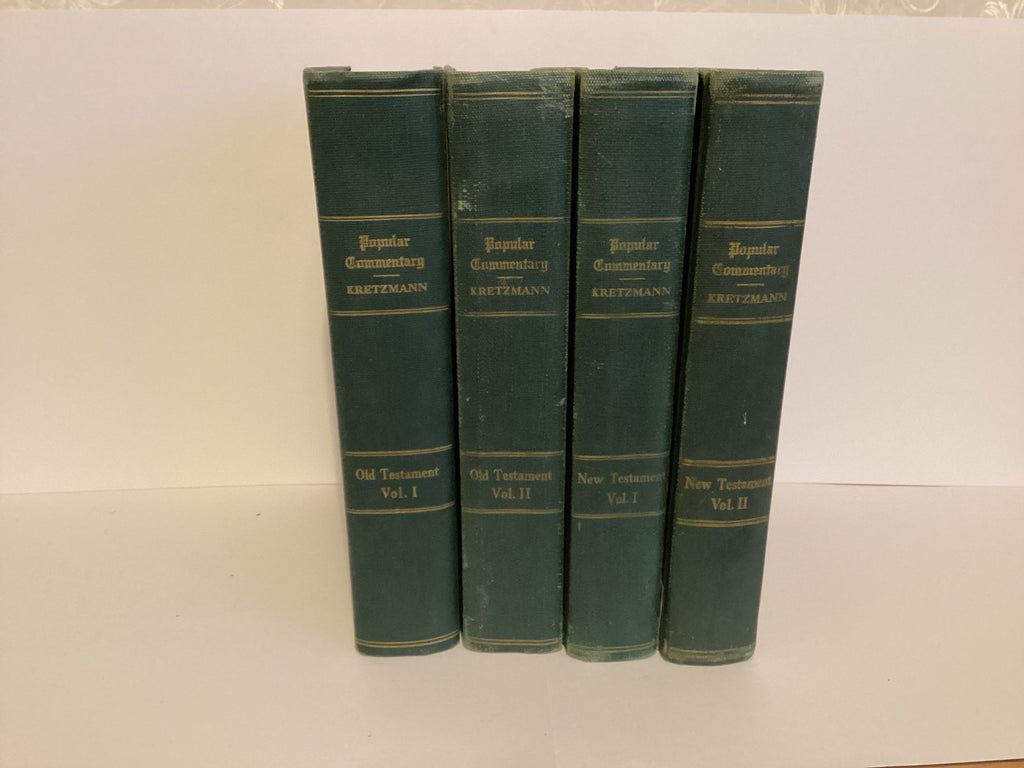 Popular
Commentary
KRETZMANN
Old Testament
Vol. I
Popular
Commentary
KRETZMANN
Old Testament
Vol. II
Popular
Commentary
KRETZMANN
New Testament
Vol. I
Popular
Commentary
KRETZMANN
New Testament
Vol. II